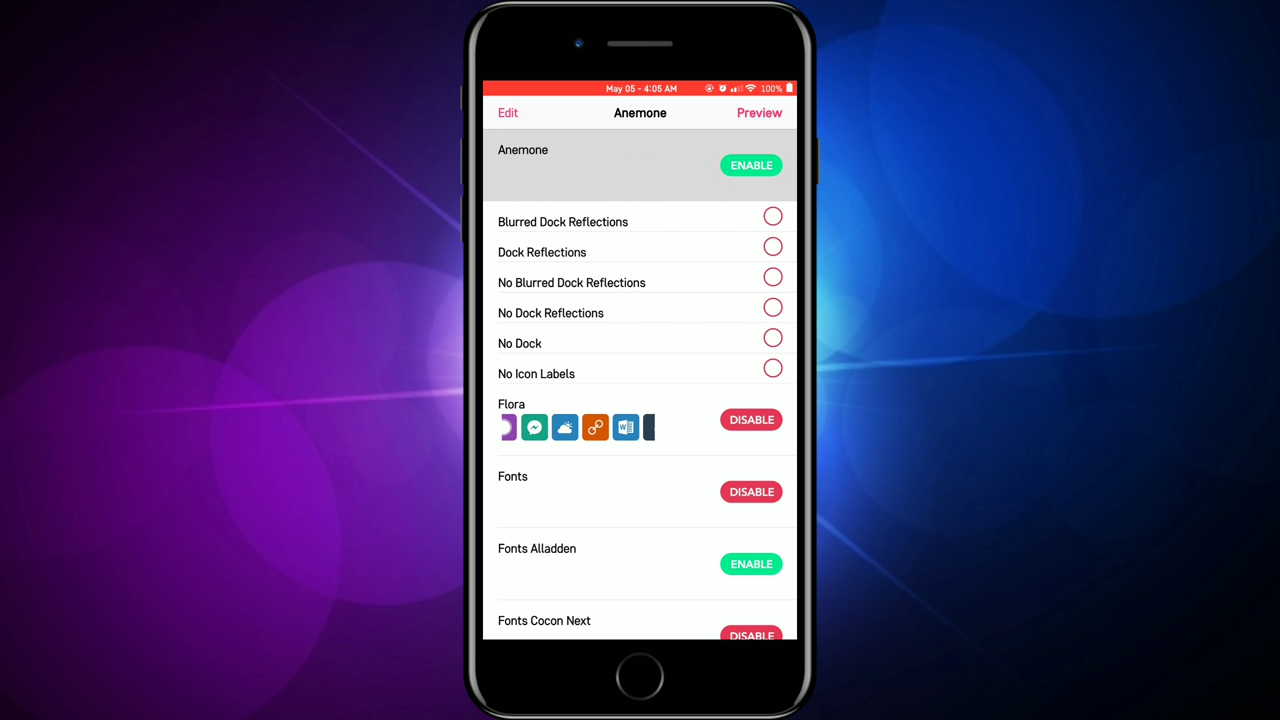 May 05 - 4:05 AM 100%
Edit Anemone Preview
Anemone
ENABLE
Blurred Dock Reflections
Dock Reflections
No Blurred Dock Reflections
No Dock Reflections
No Dock
No Icon Labels
Flora
DISABLE
W
Fonts
DISABLE
Fonts Alladden
ENABLE
Fonts Cocon Next
DISABLE